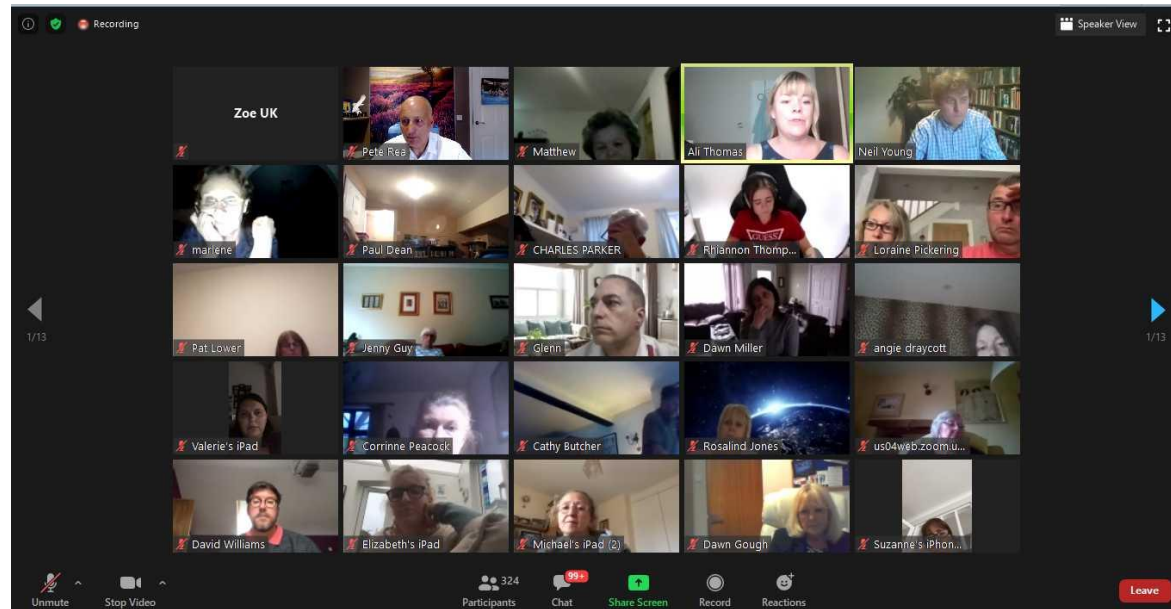 Recording
Speaker View
Zoe UK
Pete Rea
Matthew
Ali Thomas
Neil Young
marlene
Paul Dean
CHARLES PARKER
Rhiannon Thomp...
Loraine Pickering
Pat Lower
Jenny Guy
Glenn
Dawn Miller
angie draycott
1/13
1/13
Valerie's iPad
Corrinne Peacock
Cathy Butcher
Rosalind Jones
us04web.zoom.u...
David Williams
Elizabeth's iPad
Michael's iPad (2)
Dawn Gough
Suzanne's iPhon...
Unmute
Stop Video
324
Participants
99+
Chat
Share Screen
Record
Reactions
Leave
GUESS